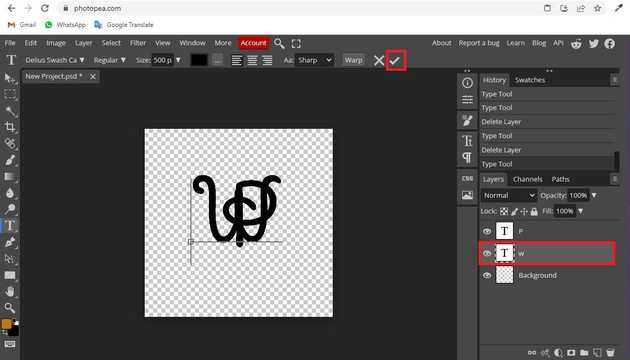 photopea.com
Gmail WhatsApp Google Translate
File Edit Image Layer Select Filter View Window More Account About Report a bug Learn Blog API
T Delius Swash Ca Regular Size: 500 p ... Aa: Sharp Warp
New Project.psd *
History Swatches
Type Tool
Type Tool
Delete Layer
Type Tool
Delete Layer
Type Tool
CSS
Layers Channels Paths
Normal Opacity: 100%
Lock: Fill: 100%
T P
T w
Background
T
WP